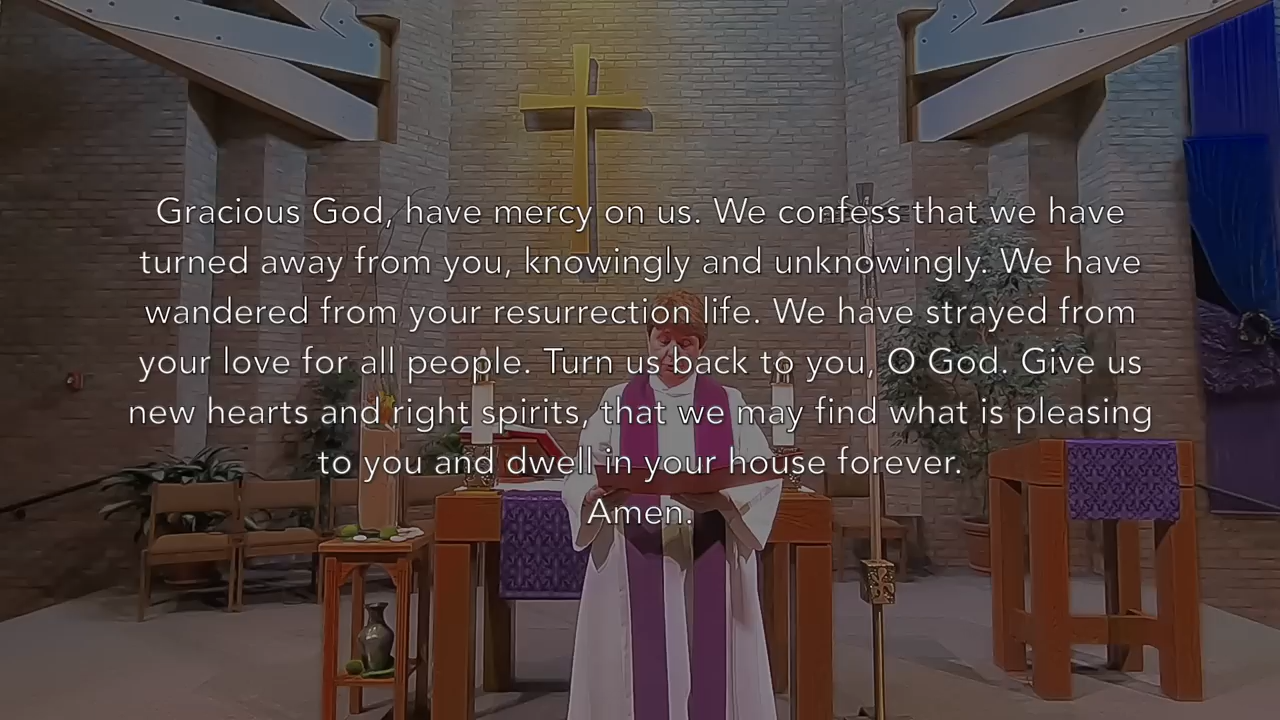 Gracious God, have mercy on us. We confess that we have
turned away from you, knowingly and unknowingly. We have
wandered from your resurrection life. We have strayed from
your love for all people. Turn us back to you, O God. Give us
new hearts and right spirits, that we may find what is pleasing
to you and dwell in your house forever.
Amen.